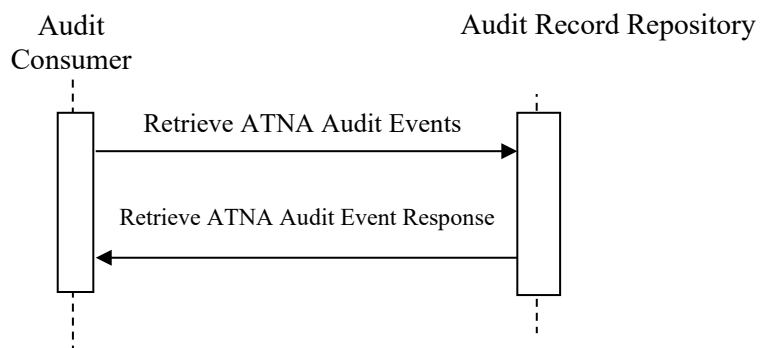 Audit
Consumer
Audit Record Repository
Retrieve ATNA Audit Events
Retrieve ATNA Audit Event Response